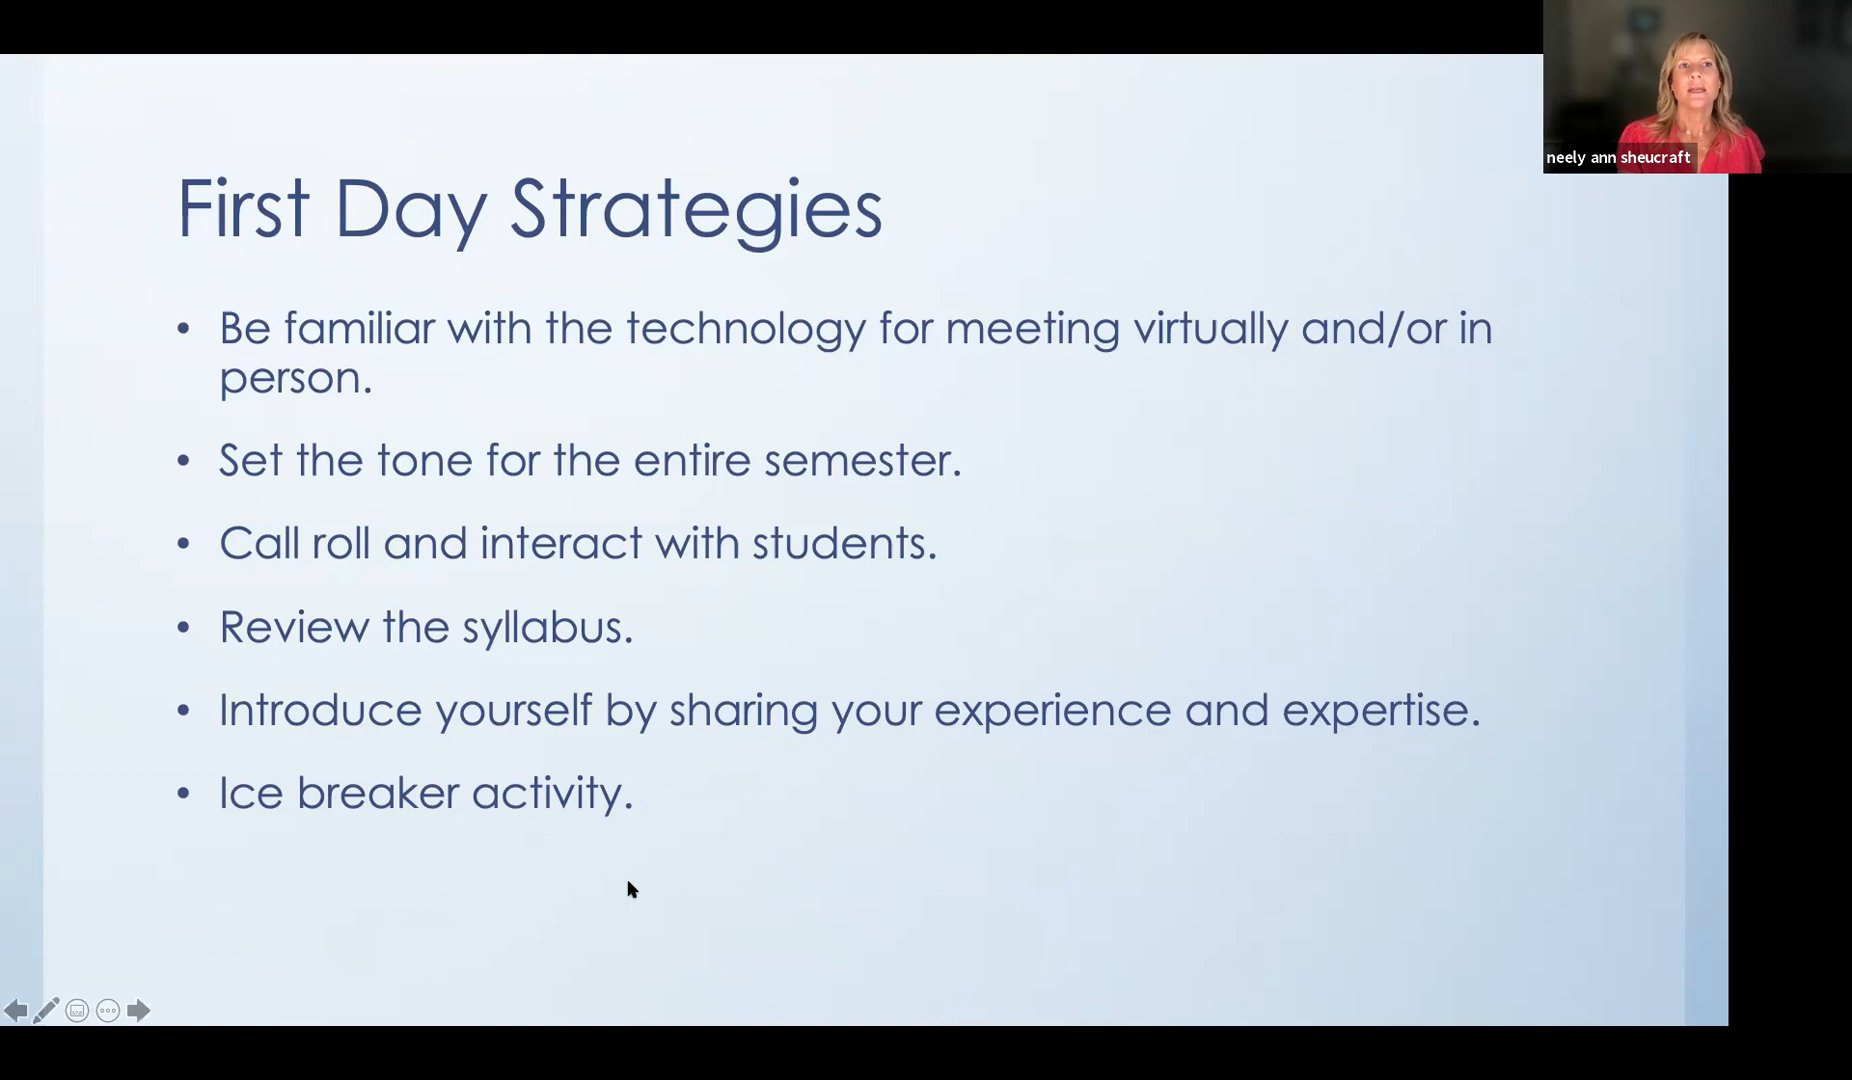 neely ann sheucraft
First Day Strategies
• Be familiar with the technology for meeting virtually and/or in
person.
• Set the tone for the entire semester.
• Call roll and interact with students.
• Review the syllabus.
• Introduce yourself by sharing your experience and expertise.
• Ice breaker activity.